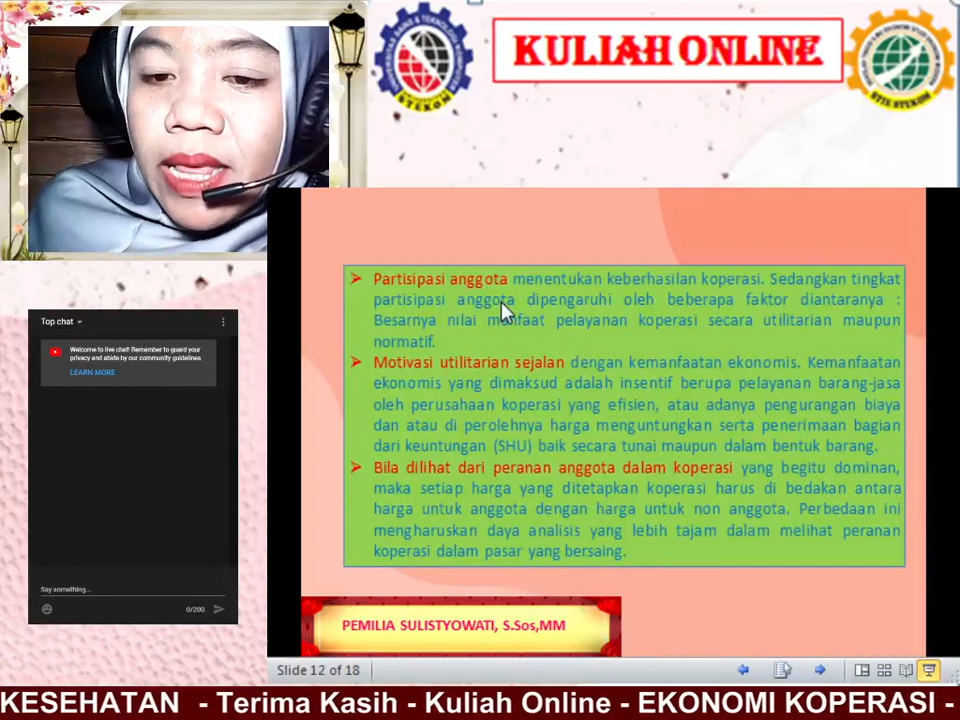 KULIAH ONLINE
STEKOM
STIE STEKOM
➢ Partisipasi anggota menentukan keberhasilan koperasi. Sedangkan tingkat
partisipasi anggota dipengaruhi oleh beberapa faktor diantaranya :
Besarnya nilai manfaat pelayanan koperasi secara utilitarian maupun
normatif.
➢ Motivasi utilitarian sejalan dengan kemanfaatan ekonomis. Kemanfaatan
ekonomis yang dimaksud adalah insentif berupa pelayanan barang-jasa
oleh perusahaan koperasi yang efisien, atau adanya pengurangan biaya
dan atau di perolehnya harga menguntungkan serta penerimaan bagian
dari keuntungan (SHU) baik secara tunai maupun dalam bentuk barang.
➢ Bila dilihat dari peranan anggota dalam koperasi yang begitu dominan,
maka setiap harga yang ditetapkan koperasi harus di bedakan antara
harga untuk anggota dengan harga untuk non anggota. Perbedaan ini
mengharuskan daya analisis yang lebih tajam dalam melihat peranan
koperasi dalam pasar yang bersaing.
Top chat
Welcome to live chat! Remember to guard your
privacy and abide by our community guidelines.
LEARN MORE
Say something...
0/200
PEMILIA SULISTYOWATI, S.Sos,MM
Slide 12 of 18
KESEHATAN - Terima Kasih - Kuliah Online - EKONOMI KOPERASI -